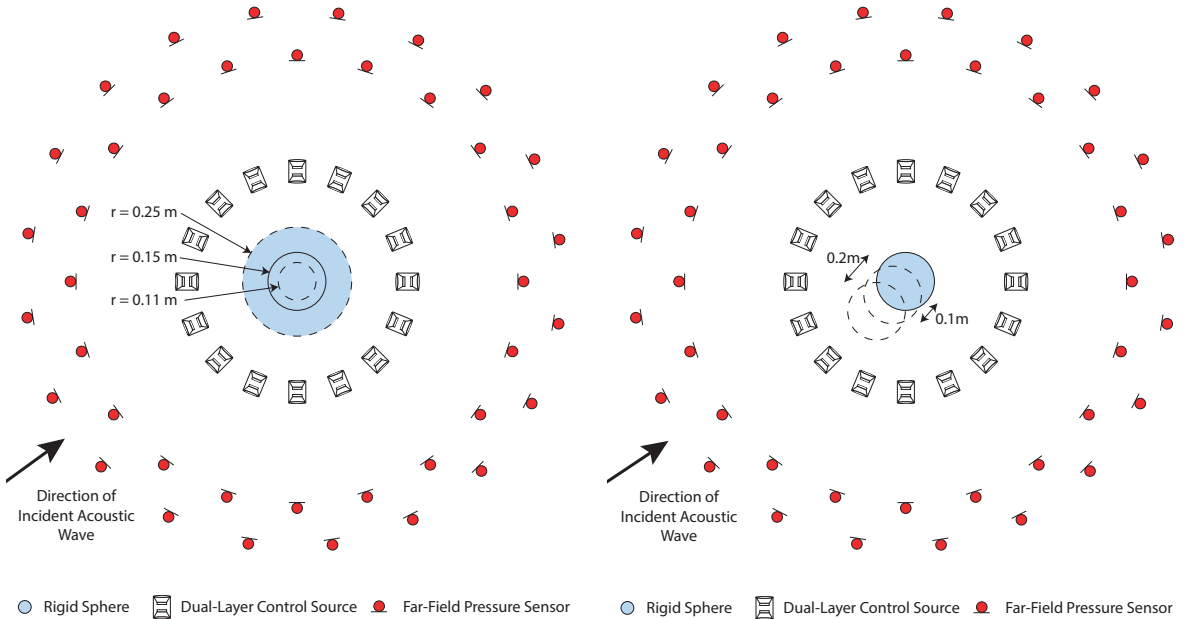 r = 0.25 m
r = 0.15 m
r = 0.11 m
Direction of
Incident Acoustic
Wave
Rigid Sphere
Dual-Layer Control Source
Far-Field Pressure Sensor
0.2m
0.1m
Direction of
Incident Acoustic
Wave
Rigid Sphere
Dual-Layer Control Source
Far-Field Pressure Sensor